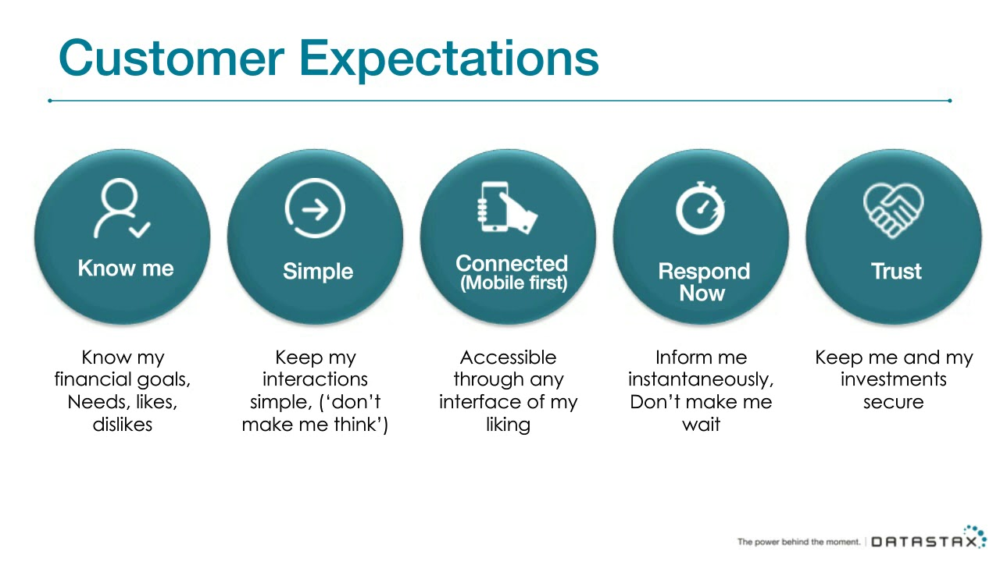 Customer Expectations
Know me
Know my
financial goals,
Needs, likes,
dislikes
Simple
Keep my
interactions
simple, (‘don’t
make me think’)
Connected
(Mobile first)
Accessible
through any
interface of my
liking
Respond
Now
Inform me
instantaneously,
Don’t make me
wait
Trust
Keep me and my
investments
secure
The power behind the moment. | DATASTAX